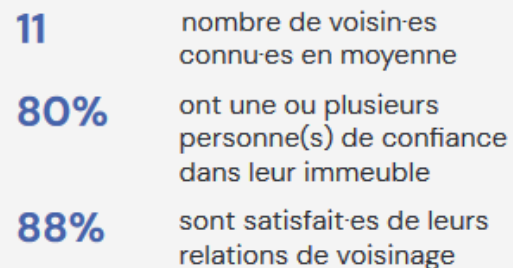 11 nombre de voisin·es
connu·es en moyenne
80% ont une ou plusieurs
personne(s) de confiance
dans leur immeuble
88% sont satisfait·es de leurs
relations de voisinage